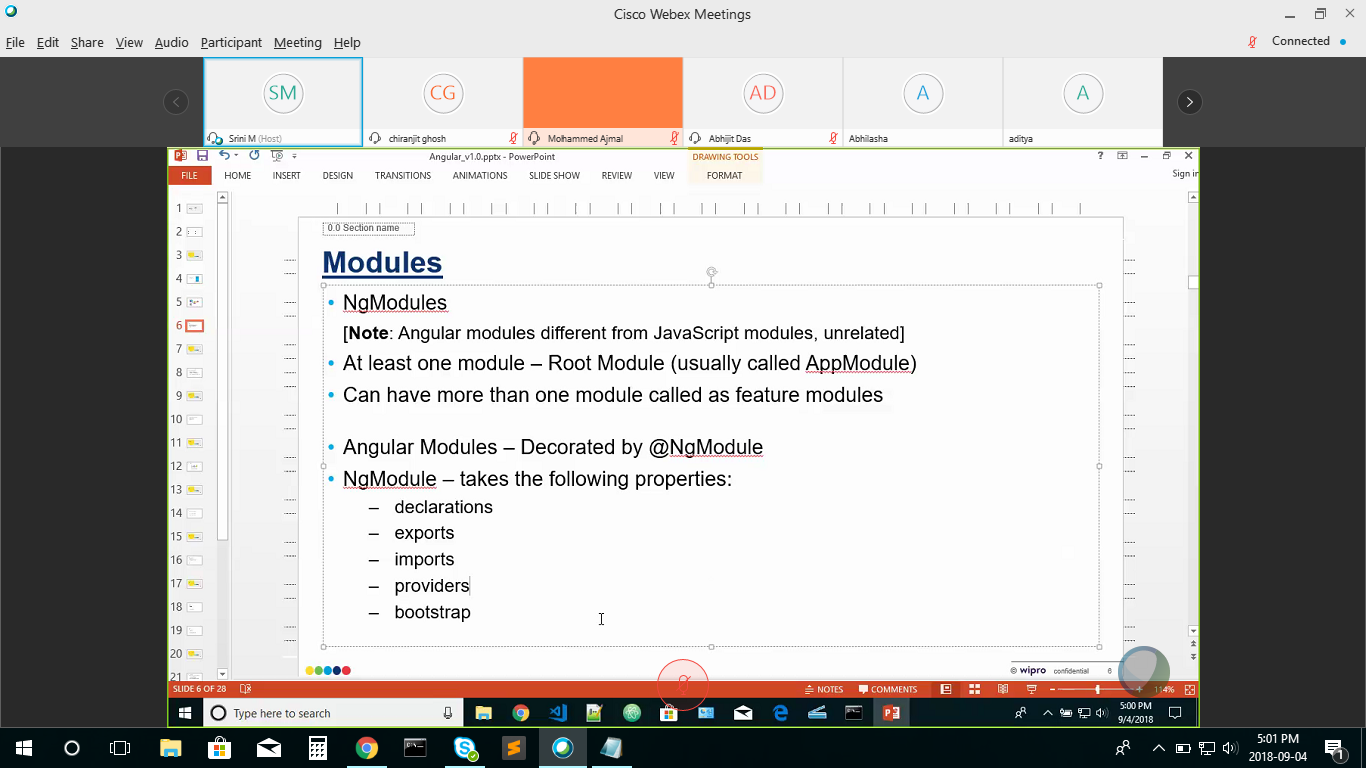 Cisco Webex Meetings
File Edit Share View Audio Participant Meeting Help
Connected
SM CG AD A A
Srini M (Host) chiranjit ghosh Mohammed Ajmal Abhijit Das Abhilasha aditya
Angular_v1.0.pptx - PowerPoint
DRAWING TOOLS
?
FILE HOME INSERT DESIGN TRANSITIONS ANIMATIONS SLIDE SHOW REVIEW VIEW FORMAT
Sign in
1
2
3
4
5
6
7
8
9
10
11
12
13
14
15
16
17
18
19
20
21
0.0 Section name
Modules
• NgModules
[Note: Angular modules different from JavaScript modules, unrelated]
• At least one module – Root Module (usually called AppModule)
• Can have more than one module called as feature modules
• Angular Modules – Decorated by @NgModule
• NgModule – takes the following properties:
– declarations
– exports
– imports
– providers
– bootstrap
© wipro confidential 6
SLIDE 6 OF 28 NOTES COMMENTS 114%
Type here to search
5:00 PM
9/4/2018
5:01 PM
2018-09-04
1